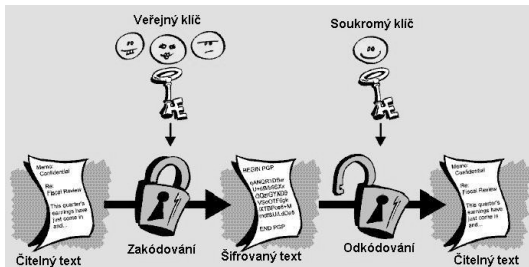 Veřejný klíč
Soukromý klíč
Memo:
Confidential
Re:
Fiscal Review
This quarter's
earnings have
just come in
and...
BEGIN PGP
END PGP
Memo:
Confidential
Re:
Fiscal Review
This quarter's
earnings have
just come in
and...
Čitelný text
Zakódování
Šifrovaný text
Odkódování
Čitelný text